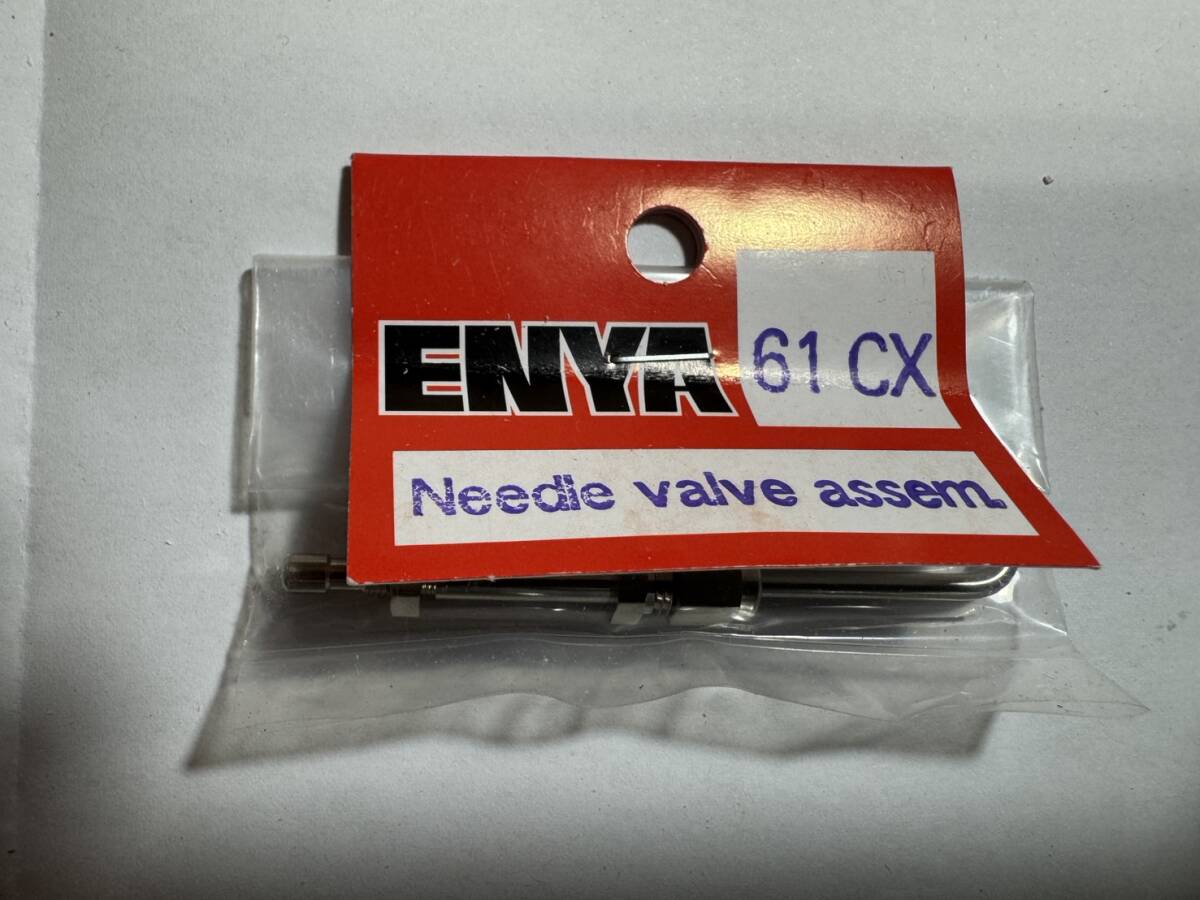 ENYA
61 CX
Needle valve assem.